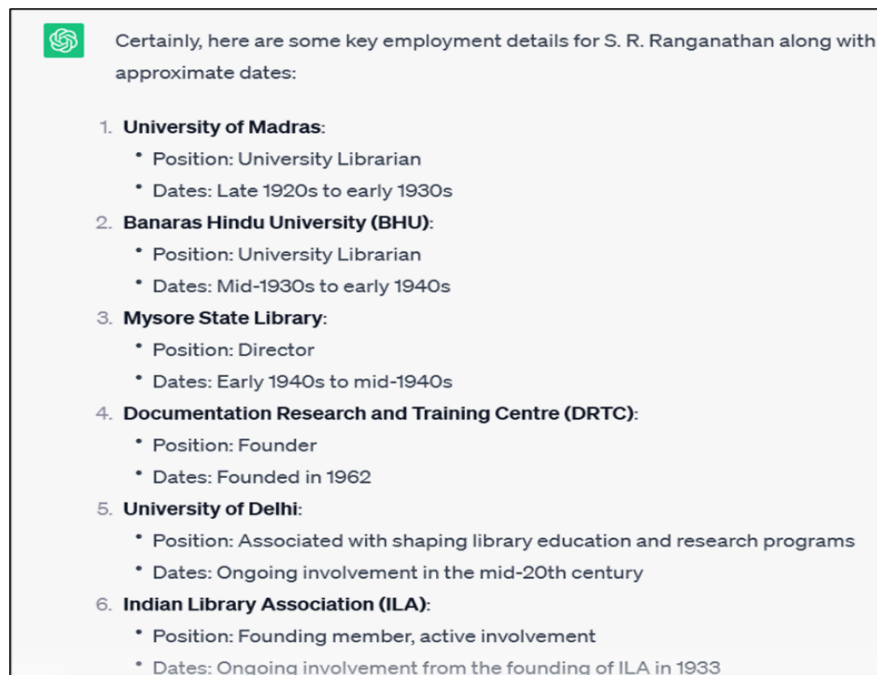 Certainly, here are some key employment details for S. R. Ranganathan along with
approximate dates:
1. University of Madras:
• Position: University Librarian
• Dates: Late 1920s to early 1930s
2. Banaras Hindu University (BHU):
• Position: University Librarian
• Dates: Mid-1930s to early 1940s
3. Mysore State Library:
• Position: Director
• Dates: Early 1940s to mid-1940s
4. Documentation Research and Training Centre (DRTC):
• Position: Founder
• Dates: Founded in 1962
5. University of Delhi:
• Position: Associated with shaping library education and research programs
• Dates: Ongoing involvement in the mid-20th century
6. Indian Library Association (ILA):
• Position: Founding member, active involvement
• Dates: Ongoing involvement from the founding of ILA in 1933